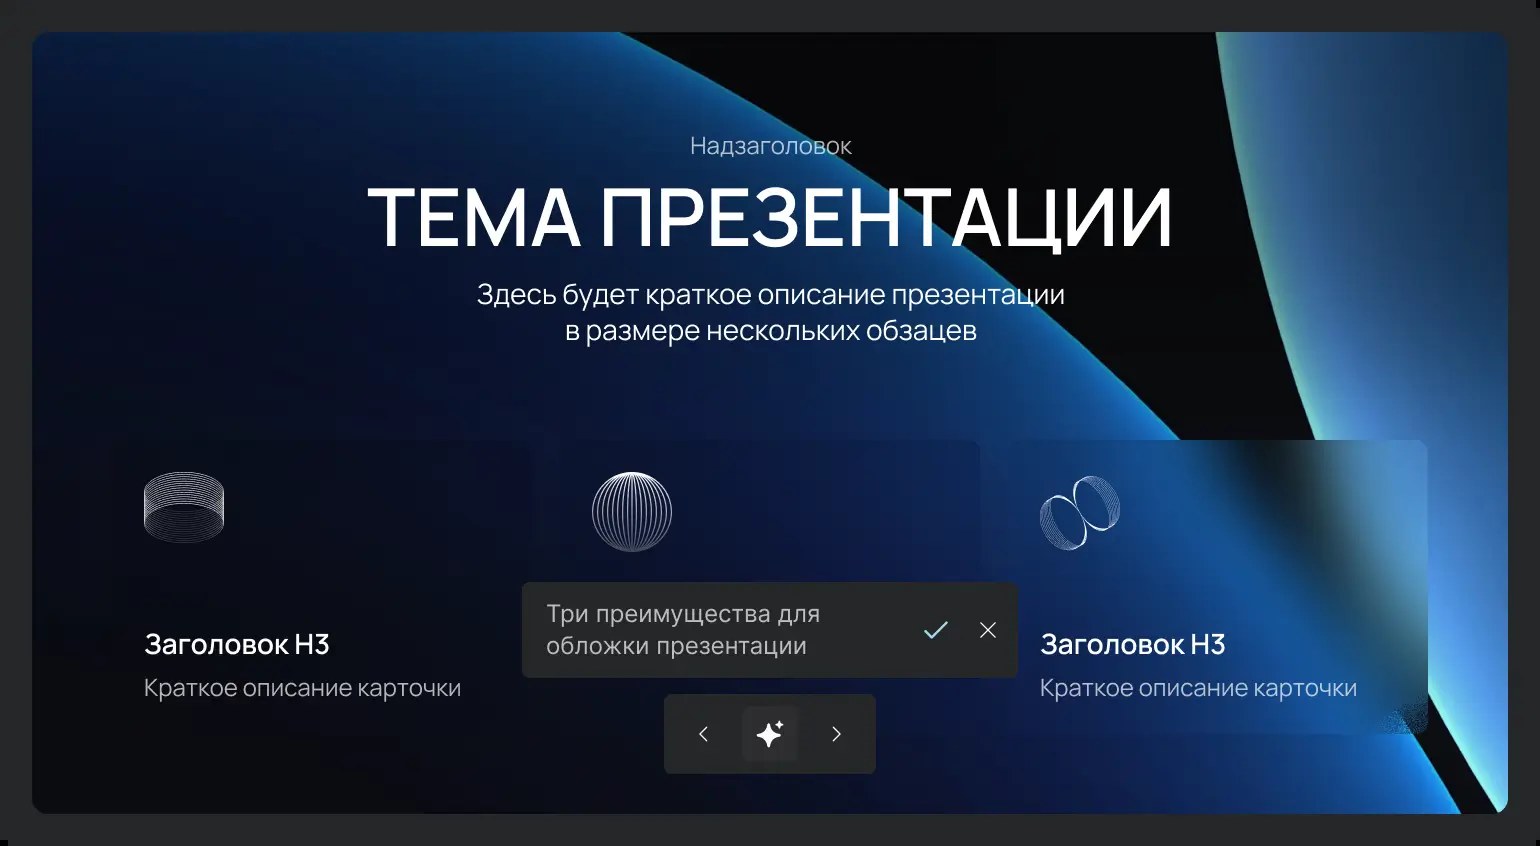 Надзаголовок
ТЕМА ПРЕЗЕНТАЦИИ
Здесь будет краткое описание презентации
в размере нескольких обзацев
Заголовок H3
Краткое описание карточки
Три преимущества для
обложки презентации
Заголовок H3
Краткое описание карточки